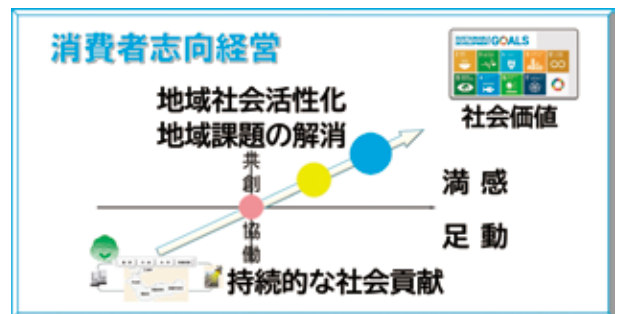 消費者志向経営
SUSTAINABLE DEVELOPMENT GOALS
社会価値
地域社会活性化
地域課題の解消
共創
協働
満 感
足 動
持続的な社会貢献